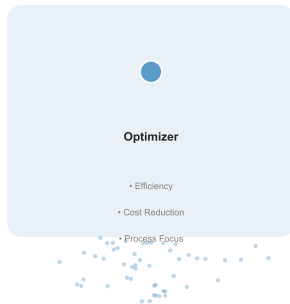 Optimizer
• Efficiency
• Cost Reduction
• Process Focus